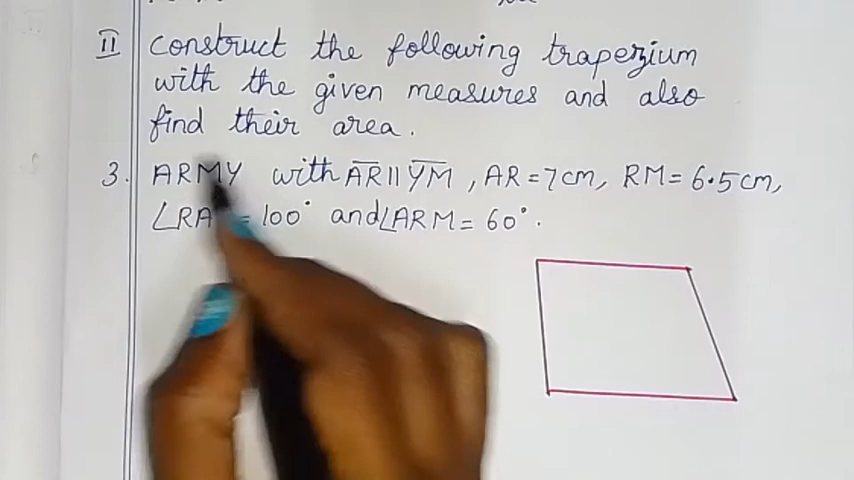 II construct the following trapezium
with the given measures and also
find their area.
3. ARMY with AR || YM, AR = 7cm, RM = 6.5cm,
∠RA = 100° and ∠ARM = 60°.